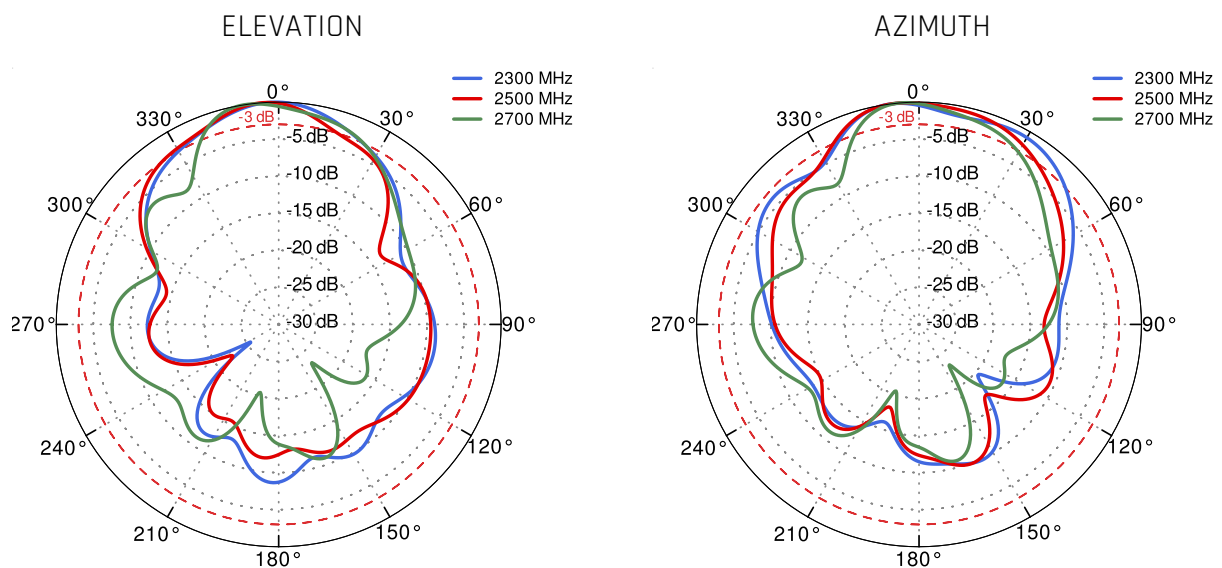 ELEVATION
2300 MHz
2500 MHz
2700 MHz
0°
30°
60°
90°
120°
150°
180°
210°
240°
270°
300°
330°
-3 dB
-5 dB
-10 dB
-15 dB
-20 dB
-25 dB
-30 dB
AZIMUTH
2300 MHz
2500 MHz
2700 MHz
0°
30°
60°
90°
120°
150°
180°
210°
240°
270°
300°
330°
-3 dB
-5 dB
-10 dB
-15 dB
-20 dB
-25 dB
-30 dB